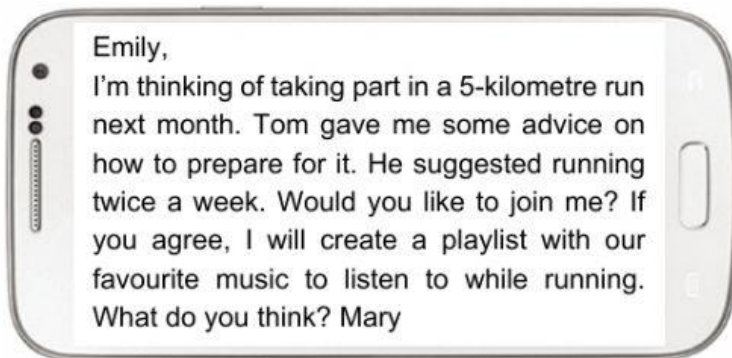 Emily,
I’m thinking of taking part in a 5-kilometre run
next month. Tom gave me some advice on
how to prepare for it. He suggested running
twice a week. Would you like to join me? If
you agree, I will create a playlist with our
favourite music to listen to while running.
What do you think? Mary